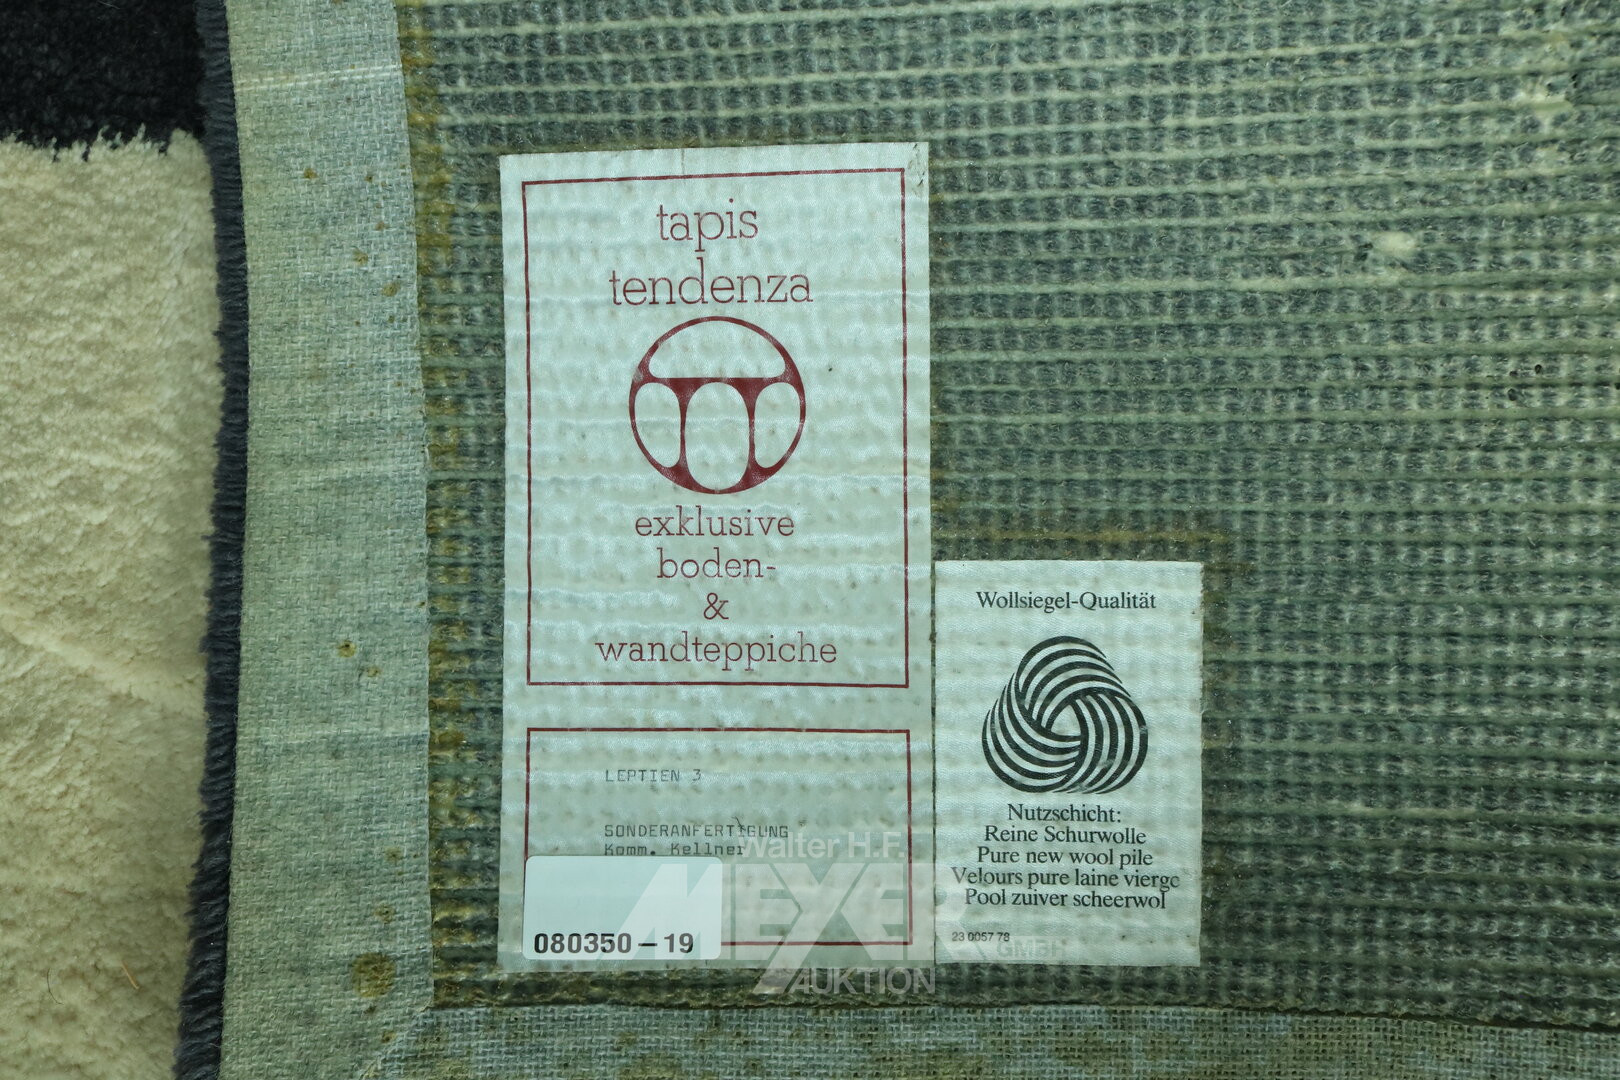 tapis
tendenza
exklusive
boden-
&
wandteppiche
LEPTIEN 3
SONDERANFERTIGUNG
Komm. Kellner
080350 – 19
Wollsiegel-Qualität
Nutzschicht:
Reine Schurwolle
Pure new wool pile
Velours pure laine vierge
Pool zuiver scheerwol
23 0057 78
Walter H.F.
MEYER
GMBH
AUKTION